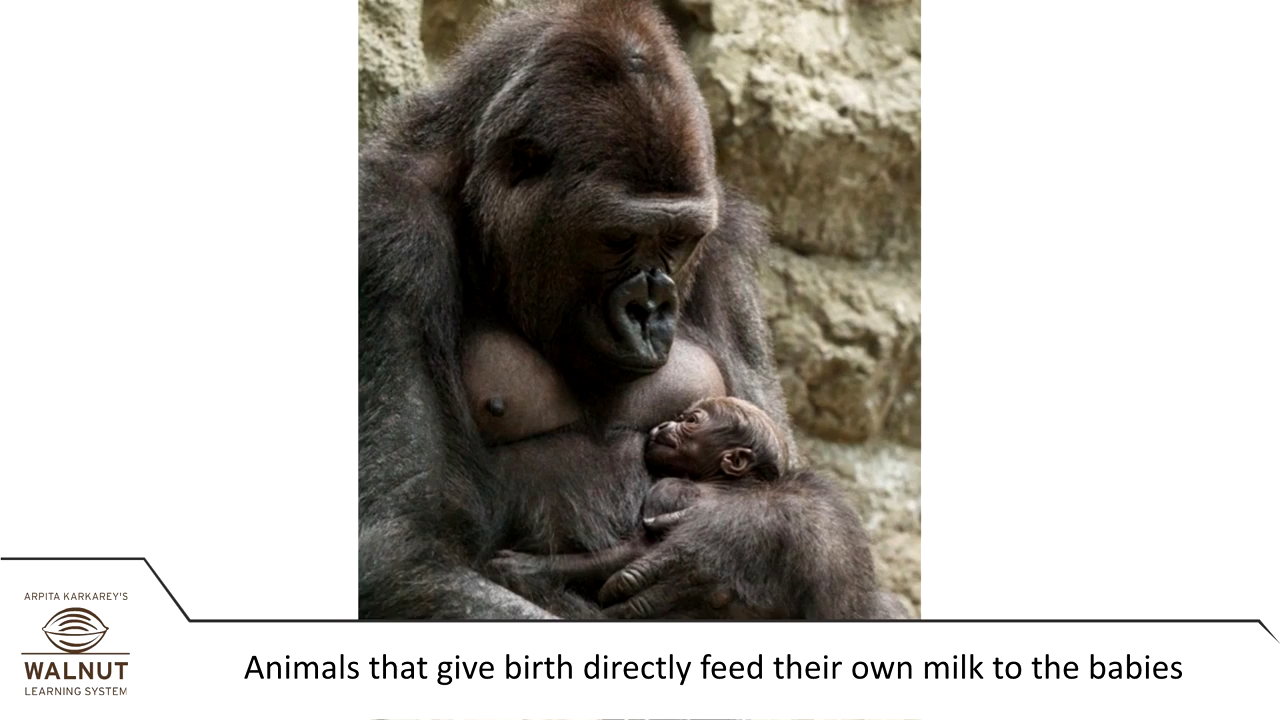 ARPITA KARKAREY'S
WALNUT
LEARNING SYSTEM
Animals that give birth directly feed their own milk to the babies